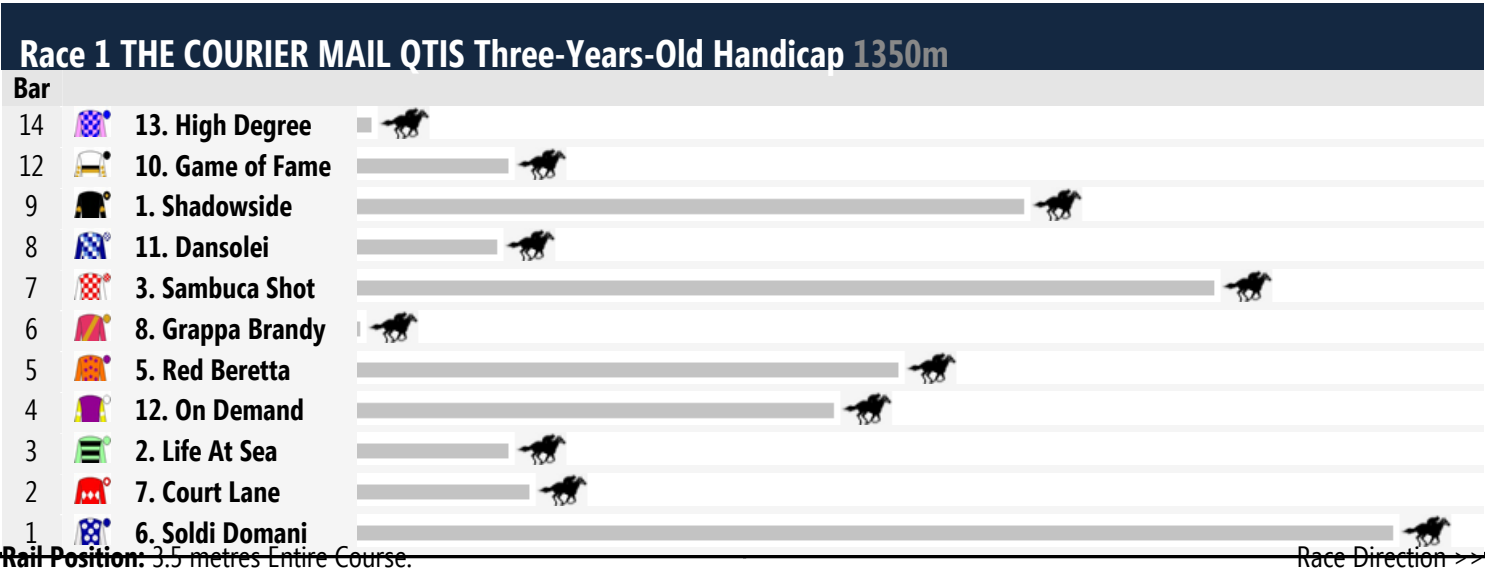 Race 1 THE COURIER MAIL QTIS Three-Years-Old Handicap 1350m
Bar
14 13. High Degree
12 10. Game of Fame
9 1. Shadowside
8 11. Dansolei
7 3. Sambuca Shot
6 8. Grappa Brandy
5 5. Red Beretta
4 12. On Demand
3 2. Life At Sea
2 7. Court Lane
1 6. Soldi Domani
Rail Position: 3.5 metres Entire Course. Race Direction >>